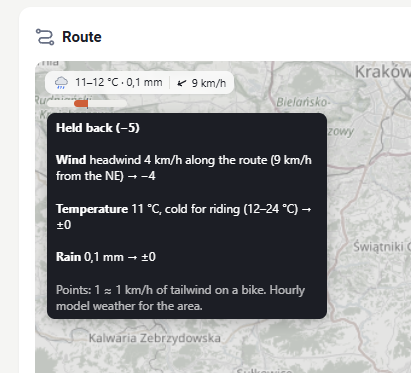 Route
11–12 °C · 0,1 mm
9 km/h
Kraków
Bielańsko-
Held back (−5)
Wind headwind 4 km/h along the route (9 km/h
from the NE) → −4
Temperature 11 °C, cold for riding (12–24 °C) →
±0
Rain 0,1 mm → ±0
Points: 1 ≈ 1 km/h of tailwind on a bike. Hourly
model weather for the area.
Świątniki G
Kalwaria Zebrzydowska